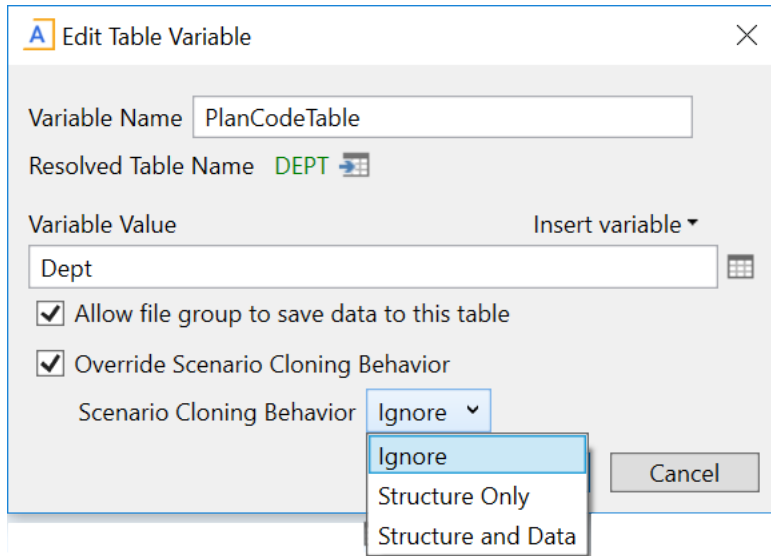 A Edit Table Variable
Variable Name PlanCodeTable
Resolved Table Name DEPT
Variable Value Insert variable
Dept
Allow file group to save data to this table
Override Scenario Cloning Behavior
Scenario Cloning Behavior Ignore
Ignore
Cancel
Structure Only
Structure and Data